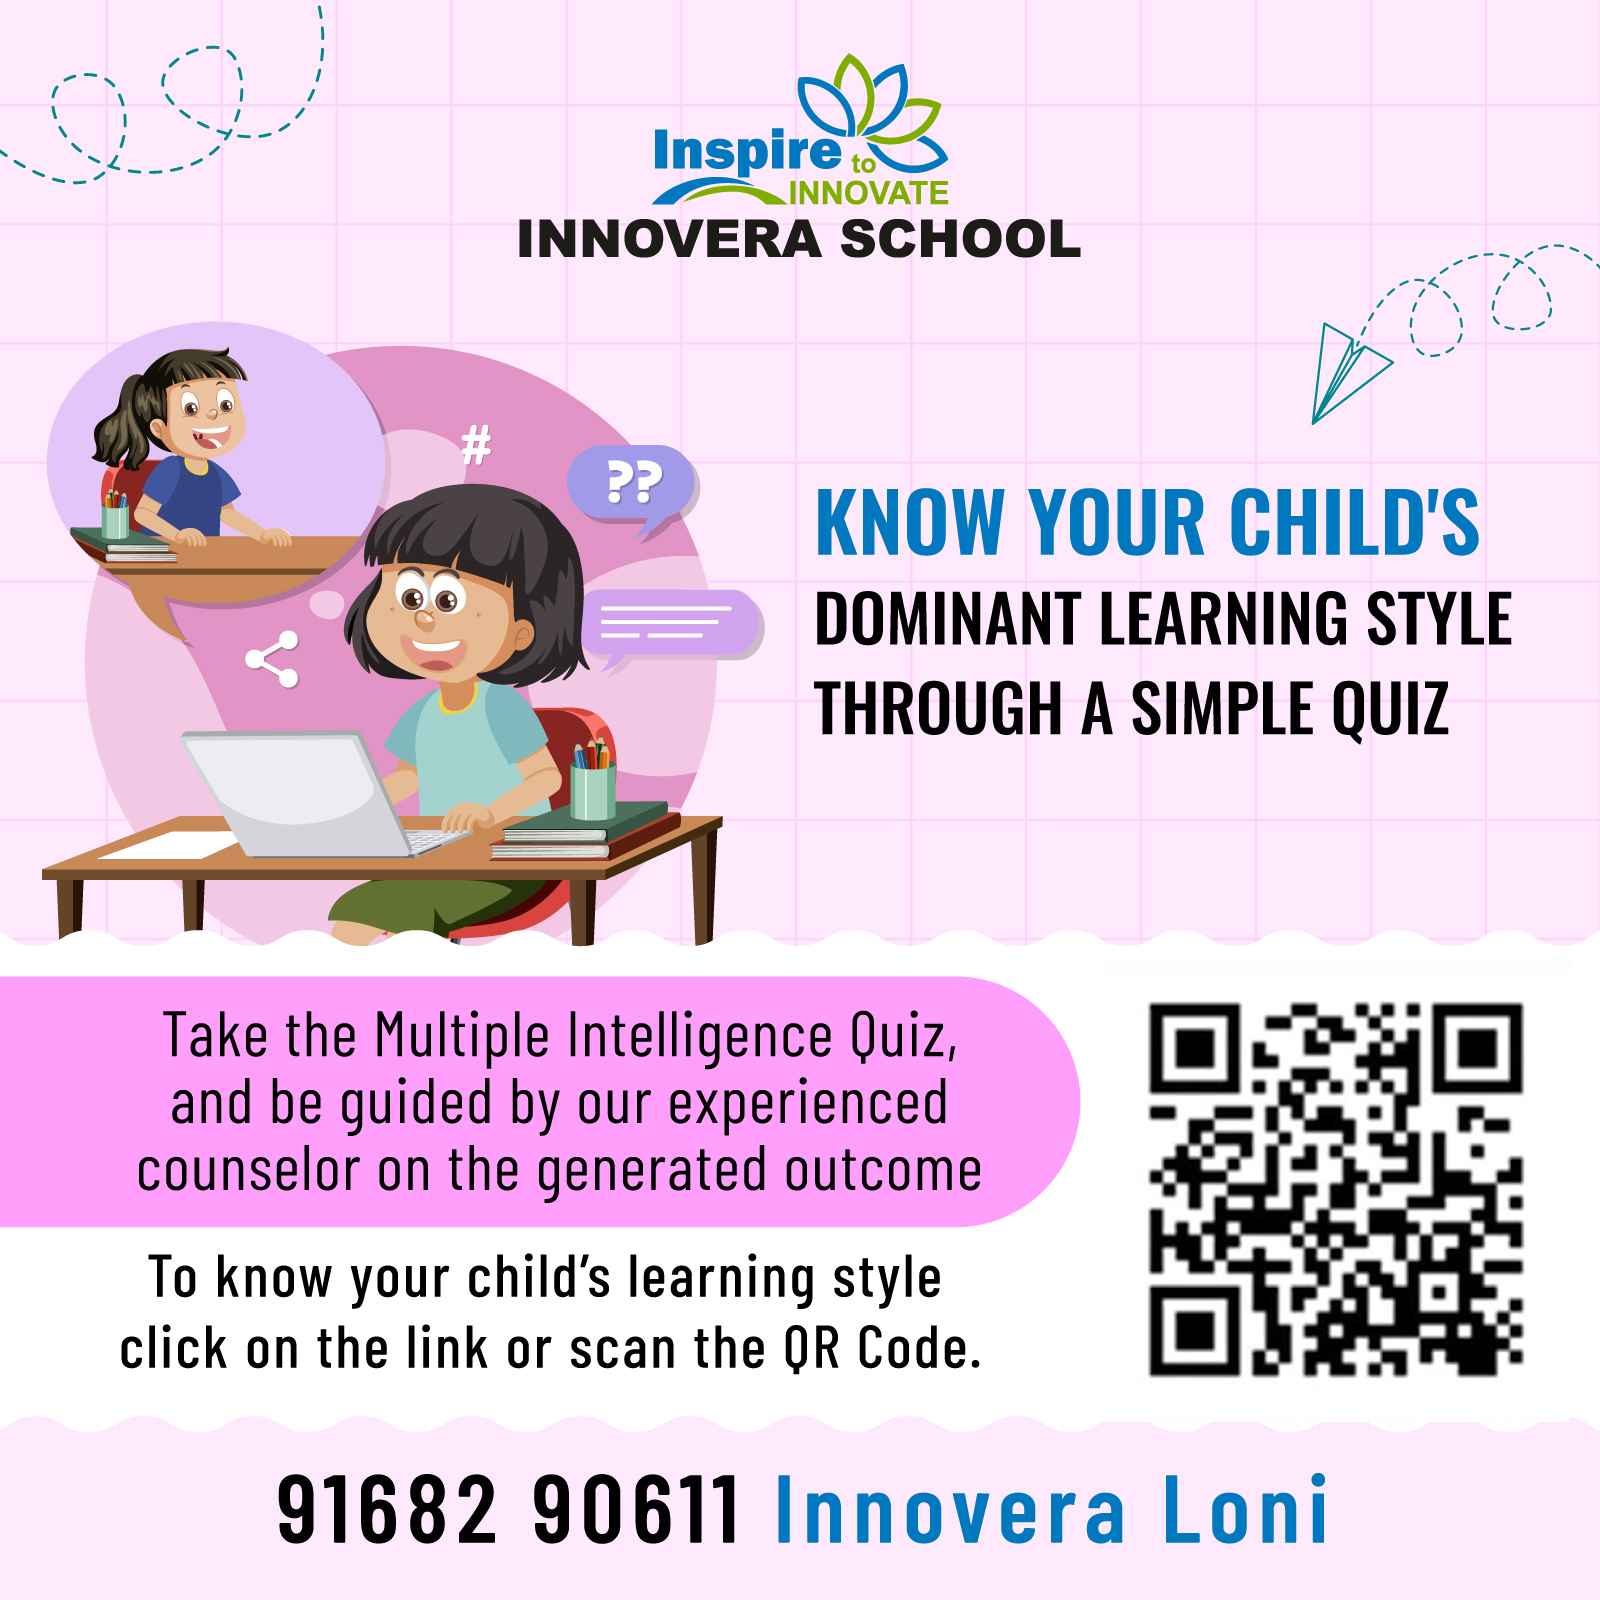 Inspire to
INNOVATE
INNOVERA SCHOOL
#
??
KNOW YOUR CHILD'S
DOMINANT LEARNING STYLE
THROUGH A SIMPLE QUIZ
Take the Multiple Intelligence Quiz,
and be guided by our experienced
counselor on the generated outcome
To know your child’s learning style
click on the link or scan the QR Code.
91682 90611 Innovera Loni